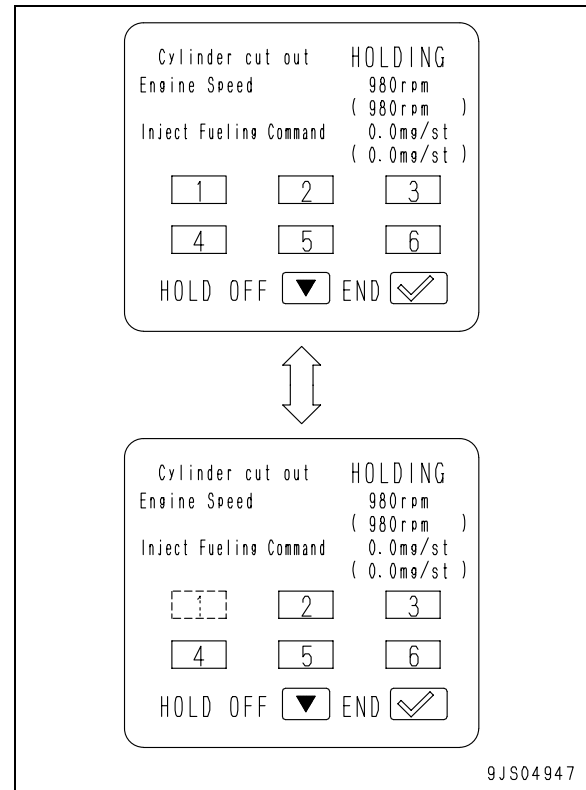 Cylinder cut out HOLDING
Engine Speed 980rpm
( 980rpm )
Inject Fueling Command 0.0mg/st
( 0.0mg/st )
1 2 3
4 5 6
HOLD OFF ▼ END ✓
Cylinder cut out HOLDING
Engine Speed 980rpm
( 980rpm )
Inject Fueling Command 0.0mg/st
( 0.0mg/st )
1 2 3
4 5 6
HOLD OFF ▼ END ✓
9JS04947